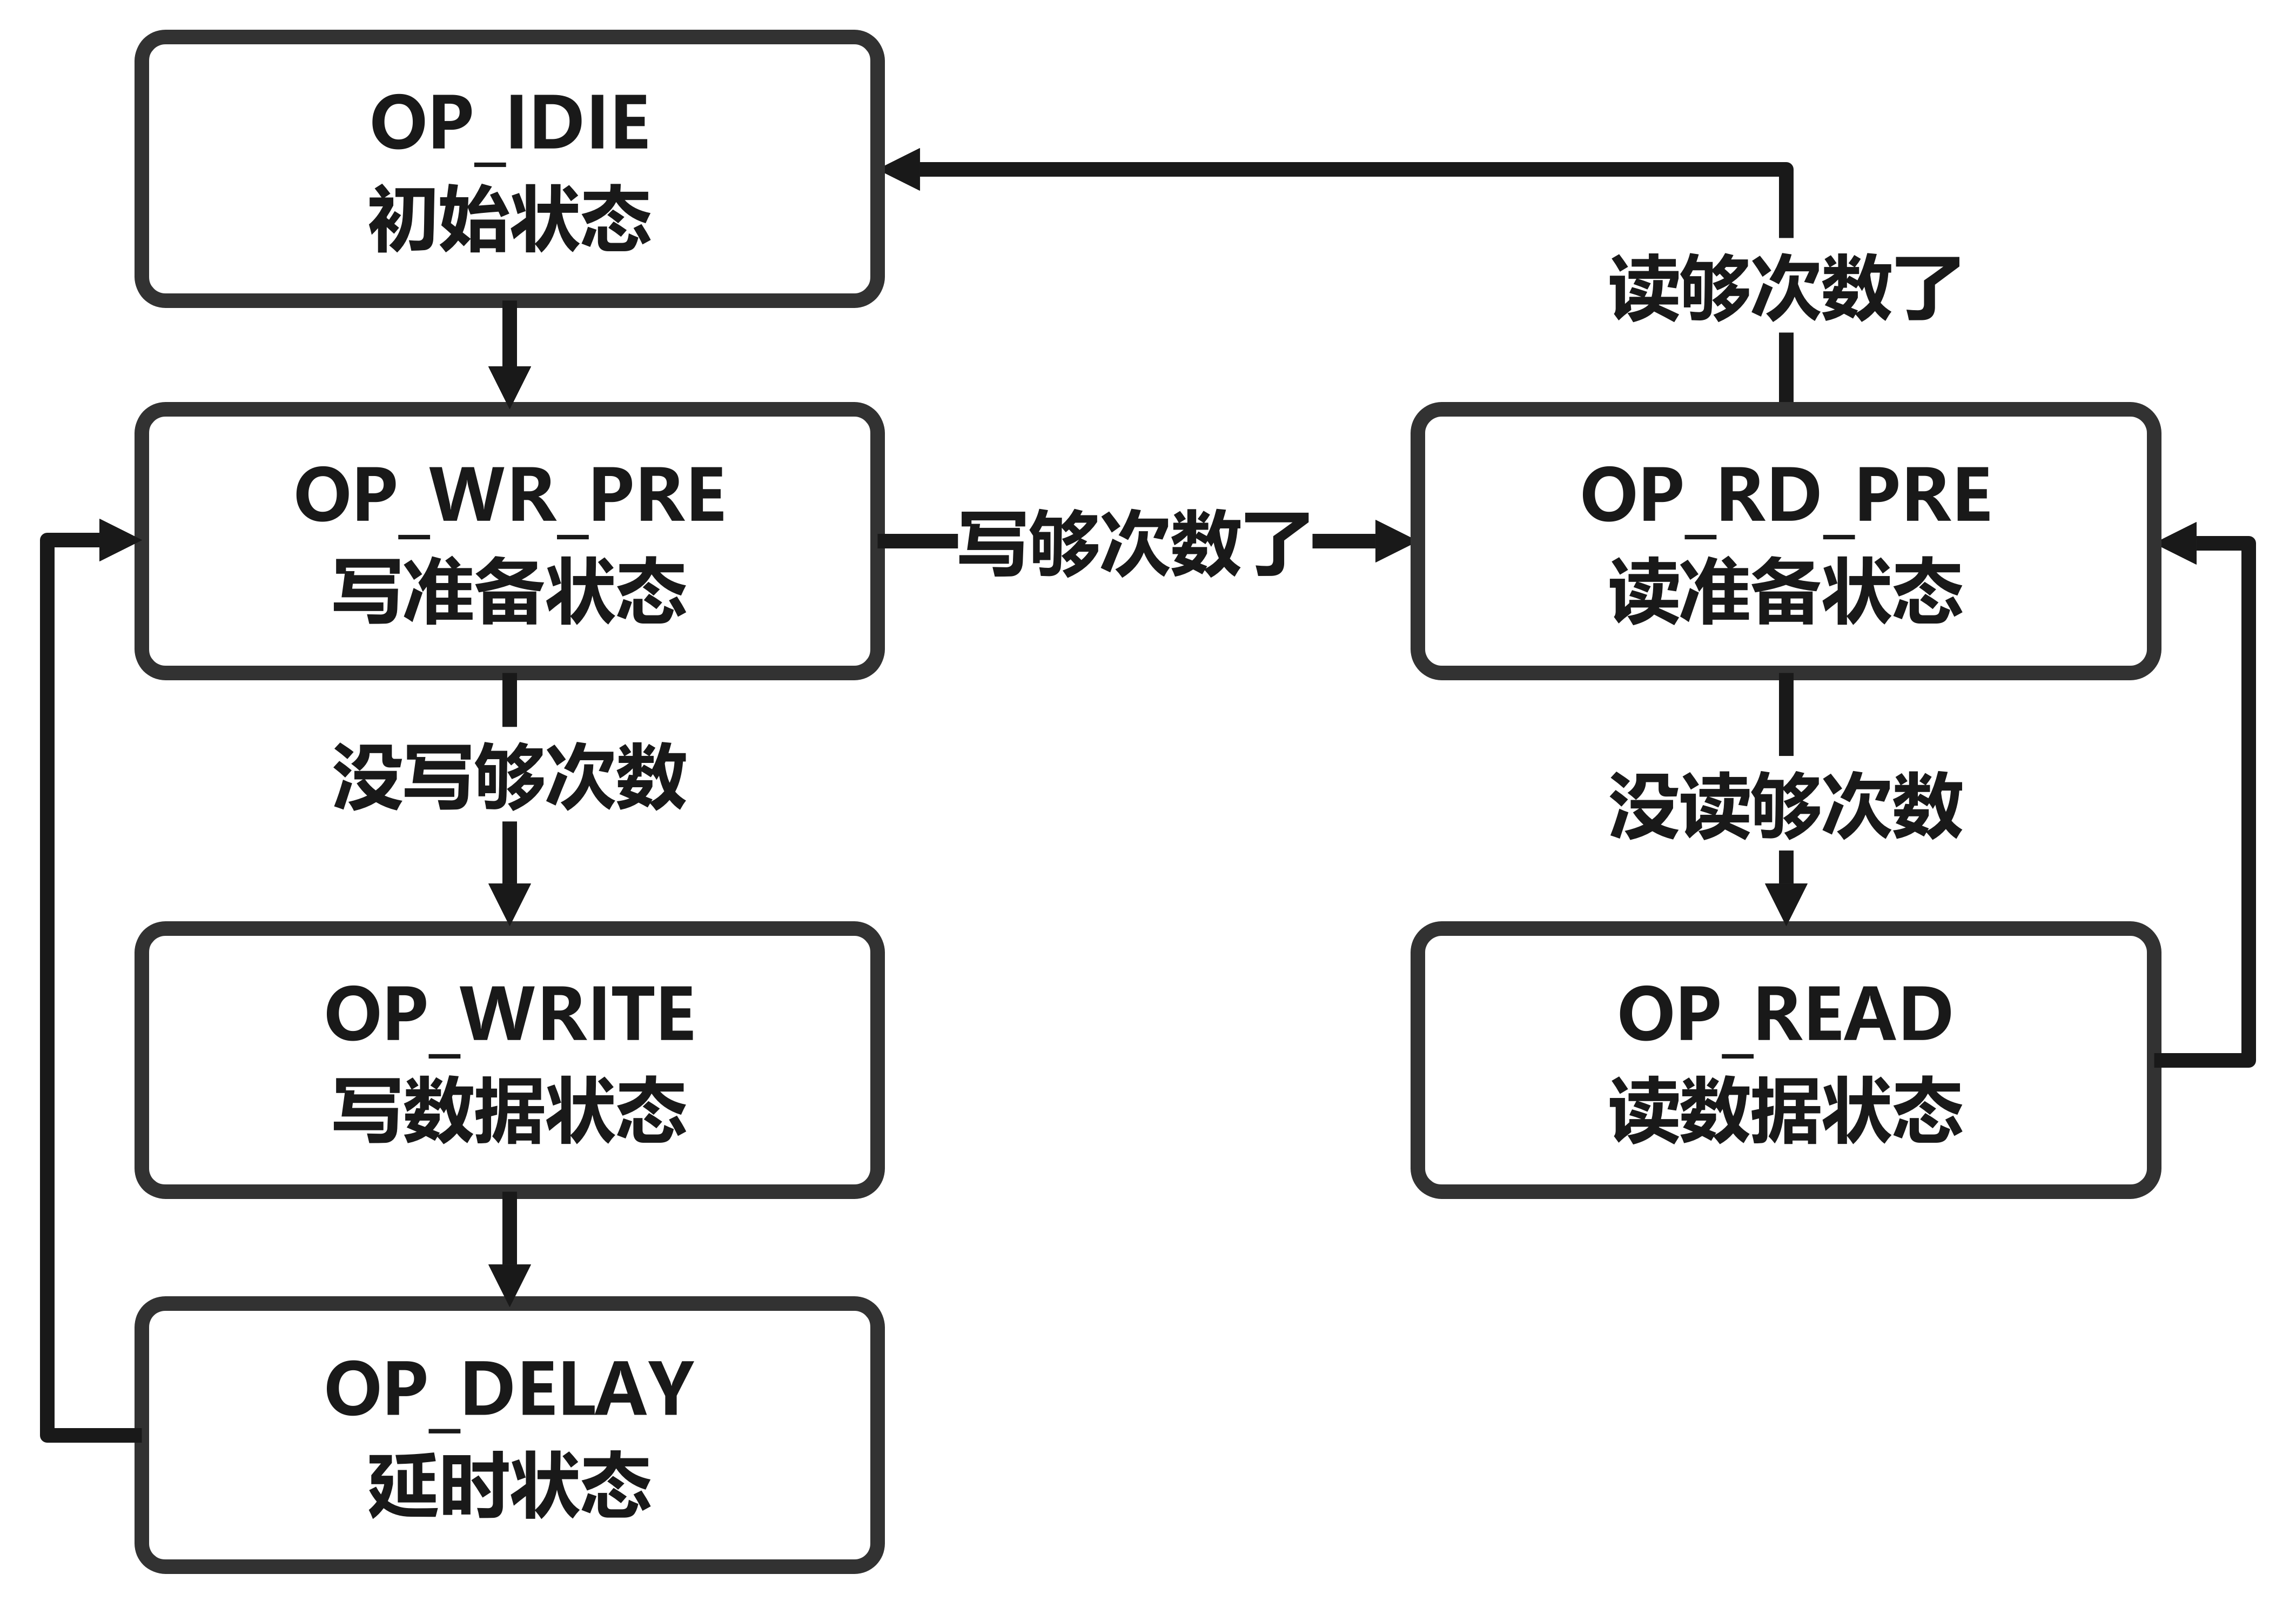 OP_IDIE
初始状态
读够次数了
OP_WR_PRE
写准备状态
写够次数了
OP_RD_PRE
读准备状态
没写够次数
没读够次数
OP_WRITE
写数据状态
OP_READ
读数据状态
OP_DELAY
延时状态